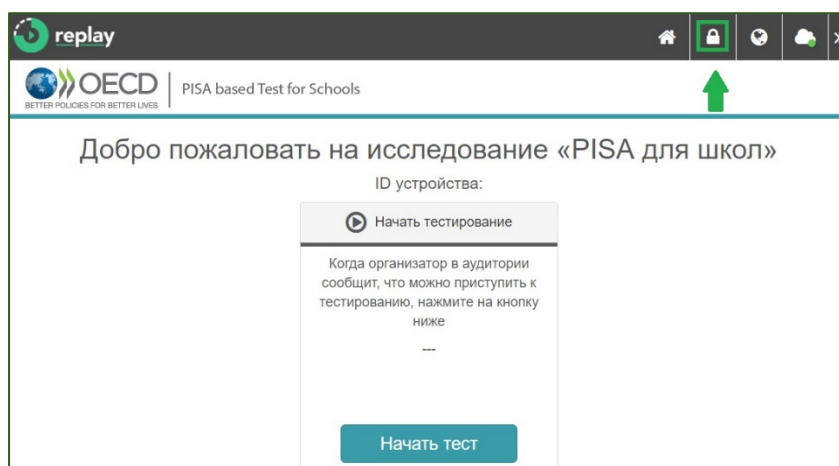 replay
OECD
BETTER POLICIES FOR BETTER LIVES
PISA based Test for Schools
Добро пожаловать на исследование «PISA для школ»
ID устройства:
Начать тестирование
Когда организатор в аудитории
сообщит, что можно приступить к
тестированию, нажмите на кнопку
ниже
---
Начать тест